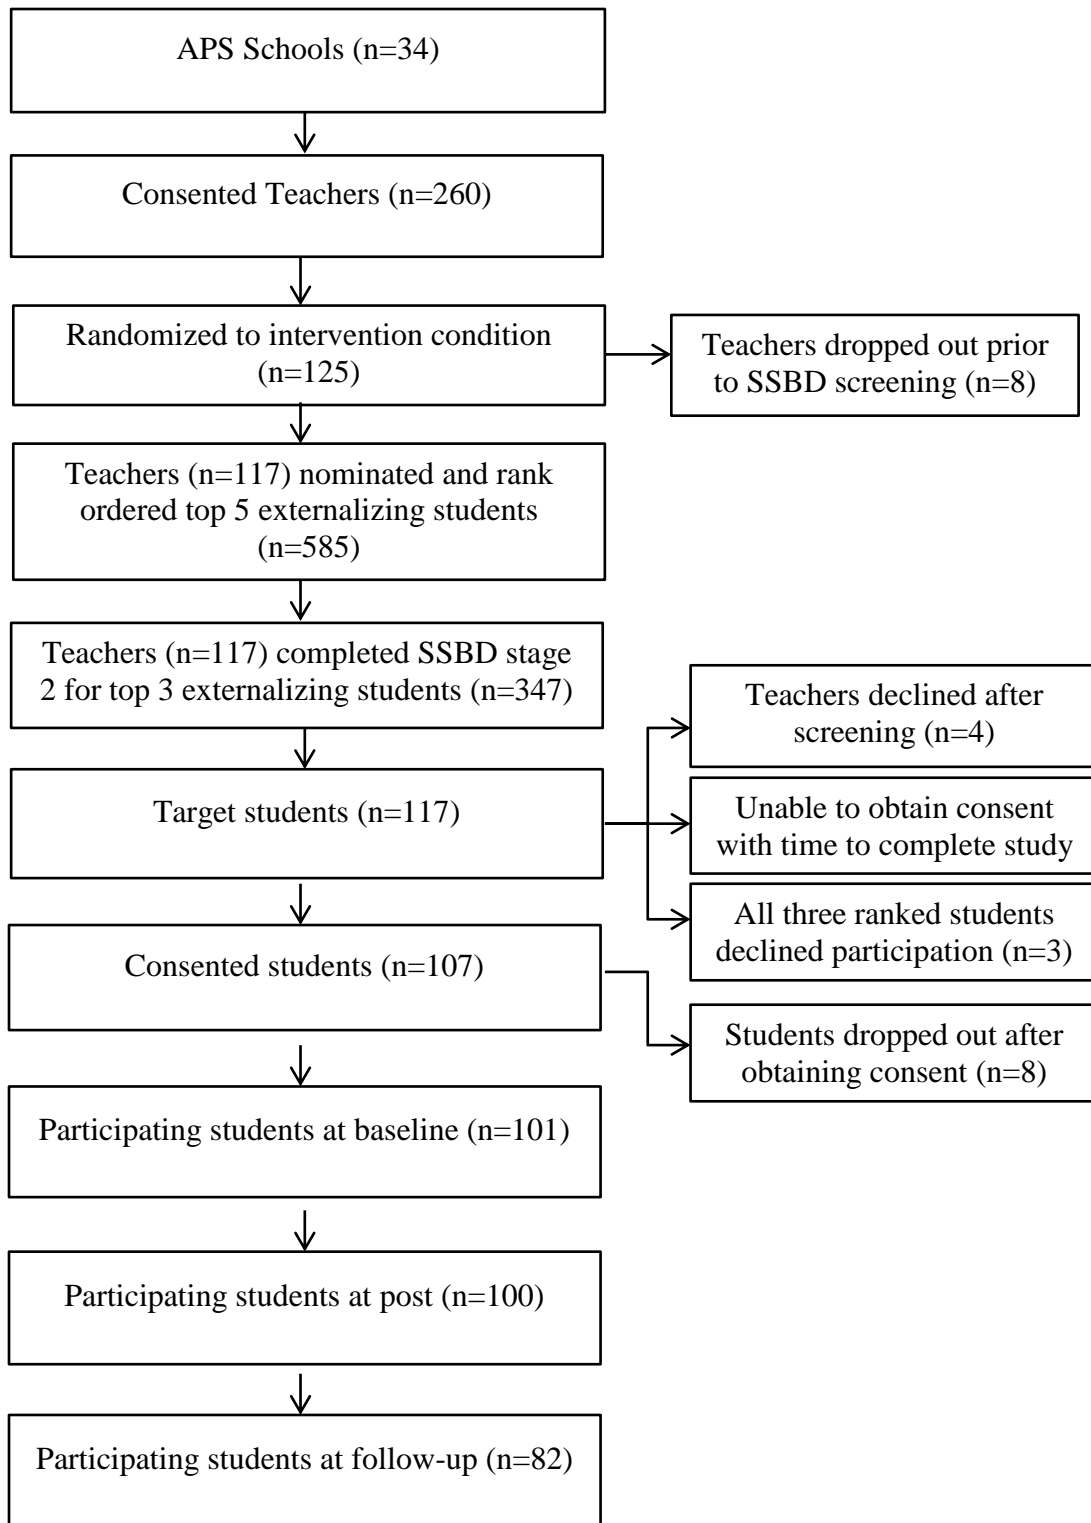 APS Schools (n=34)
Consented Teachers (n=260)
Randomized to intervention condition
(n=125)
Teachers dropped out prior
to SSBD screening (n=8)
Teachers (n=117) nominated and rank
ordered top 5 externalizing students
(n=585)
Teachers (n=117) completed SSBD stage
2 for top 3 externalizing students (n=347)
Teachers declined after
screening (n=4)
Target students (n=117)
Unable to obtain consent
with time to complete study
All three ranked students
declined participation (n=3)
Consented students (n=107)
Students dropped out after
obtaining consent (n=8)
Participating students at baseline (n=101)
Participating students at post (n=100)
Participating students at follow-up (n=82)